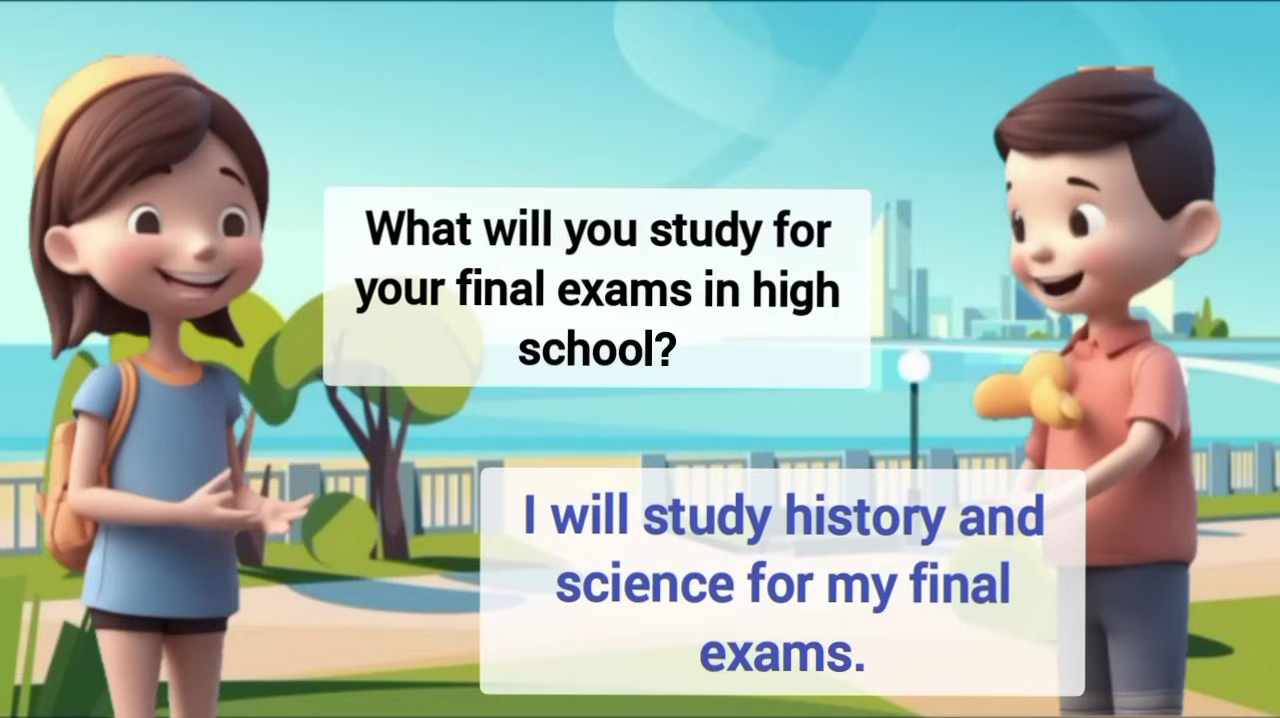 What will you study for
your final exams in high
school?
I will study history and
science for my final
exams.